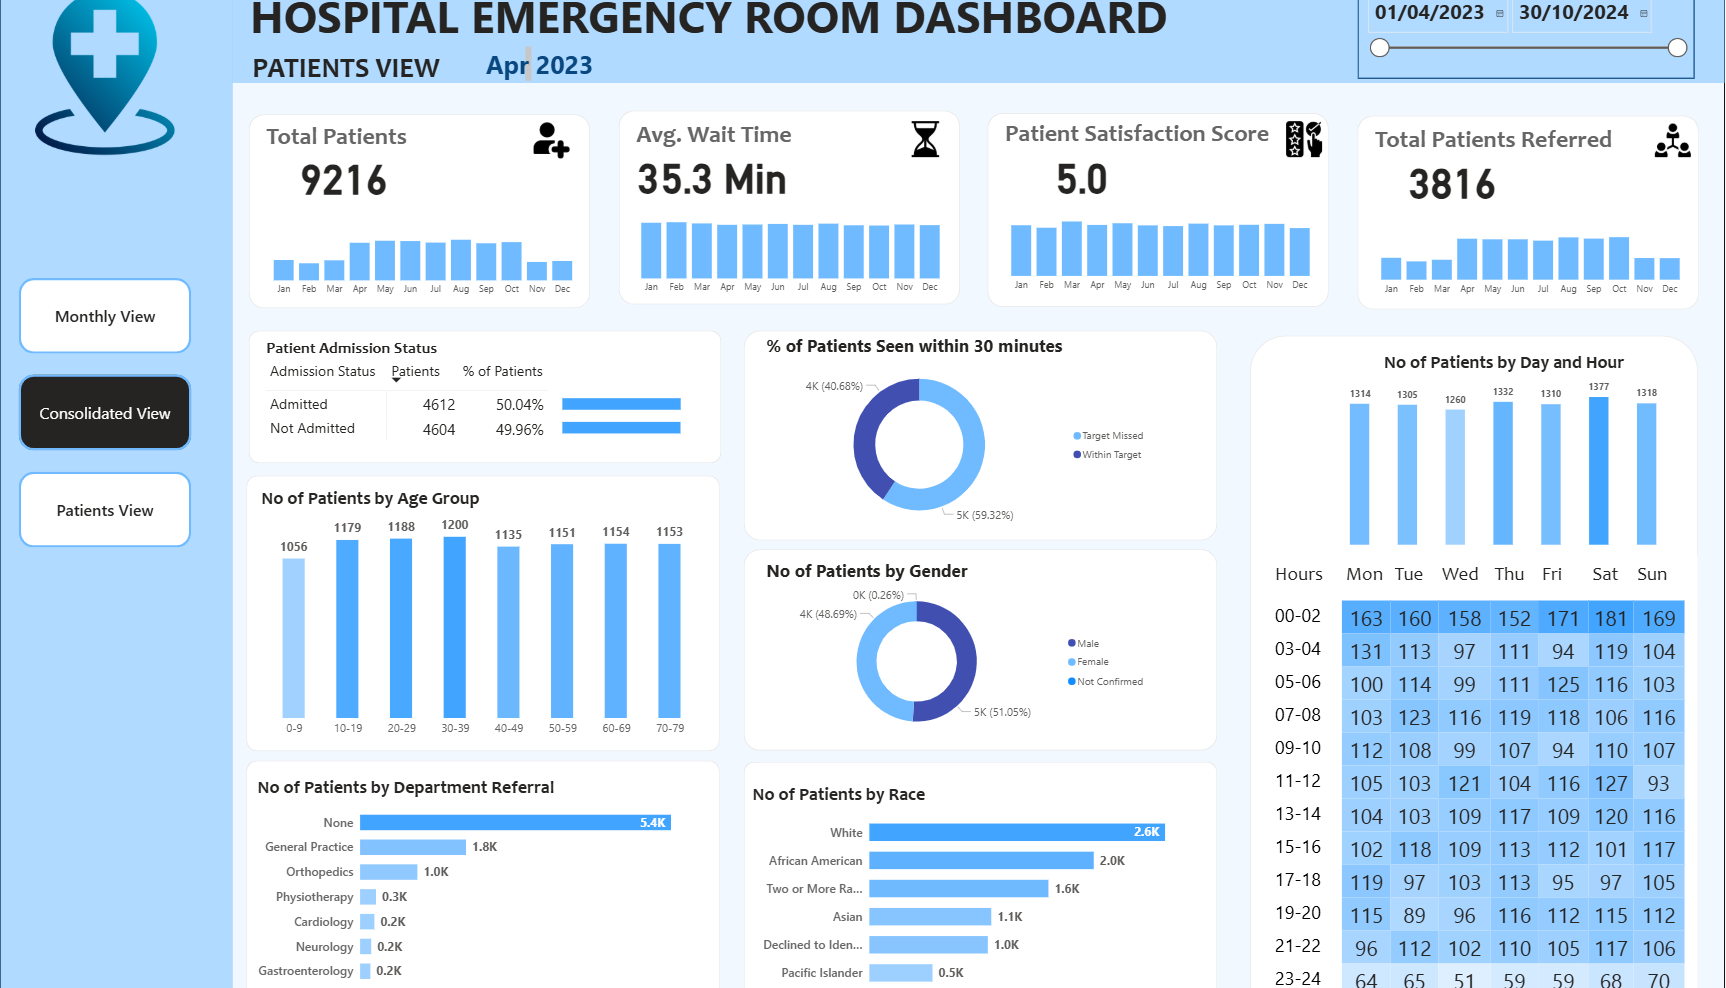 HOSPITAL EMERGENCY ROOM DASHBOARD
PATIENTS VIEW Apr 2023
01/04/2023 30/10/2024
Monthly View
Consolidated View
Patients View
Total Patients
9216
Jan Feb Mar Apr May Jun Jul Aug Sep Oct Nov Dec
Avg. Wait Time
35.3 Min
Jan Feb Mar Apr May Jun Jul Aug Sep Oct Nov Dec
Patient Satisfaction Score
5.0
Jan Feb Mar Apr May Jun Jul Aug Sep Oct Nov Dec
Total Patients Referred
3816
Jan Feb Mar Apr May Jun Jul Aug Sep Oct Nov Dec
Patient Admission Status
Admission Status Patients % of Patients
Admitted 4612 50.04%
Not Admitted 4604 49.96%
No of Patients by Age Group
1056 1179 1188 1200 1135 1151 1154 1153
0-9 10-19 20-29 30-39 40-49 50-59 60-69 70-79
No of Patients by Department Referral
None 5.4K
General Practice 1.8K
Orthopedics 1.0K
Physiotherapy 0.3K
Cardiology 0.2K
Neurology 0.2K
Gastroenterology 0.2K
% of Patients Seen within 30 minutes
4K (40.68%)
Target Missed
Within Target
5K (59.32%)
No of Patients by Gender
0K (0.26%)
4K (48.69%)
Male
Female
Not Confirmed
5K (51.05%)
No of Patients by Race
White 2.6K
African American 2.0K
Two or More Ra... 1.6K
Asian 1.1K
Declined to Iden... 1.0K
Pacific Islander 0.5K
No of Patients by Day and Hour
1314 1305 1260 1332 1310 1377 1318
Hours Mon Tue Wed Thu Fri Sat Sun
00-02 163 160 158 152 171 181 169
03-04 131 113 97 111 94 119 104
05-06 100 114 99 111 125 116 103
07-08 103 123 116 119 118 106 116
09-10 112 108 99 107 94 110 107
11-12 105 103 121 104 116 127 93
13-14 104 103 109 117 109 120 116
15-16 102 118 109 113 112 101 117
17-18 119 97 103 113 95 97 105
19-20 115 89 96 116 112 115 112
21-22 96 112 102 110 105 117 106
23-24 64 65 51 59 59 68 70